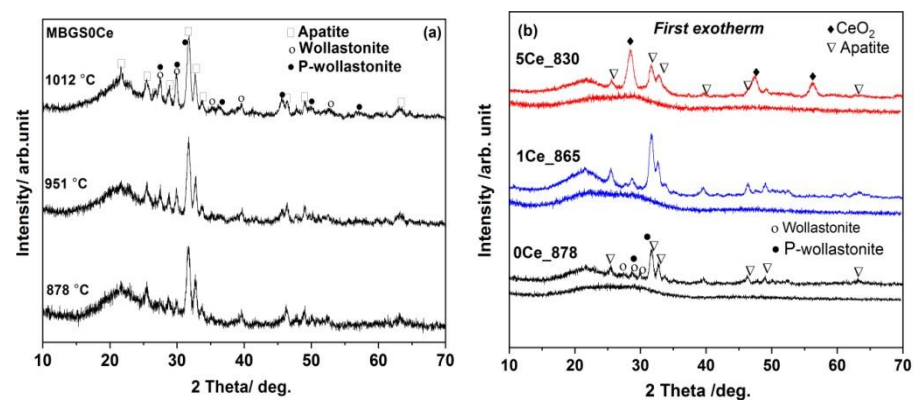 MBGS0Ce
(a)
□ Apatite
o Wollastonite
● P-wollastonite
1012 °C
951 °C
878 °C
Intensity/ arb.unit
10 20 30 40 50 60 70
2 Theta/ deg.
(b)
First exotherm
♦ CeO₂
▽ Apatite
5Ce_830
1Ce_865
o Wollastonite
● P-wollastonite
0Ce_878
Intensity /arb. unit
10 20 30 40 50 60 70
2 Theta /deg.